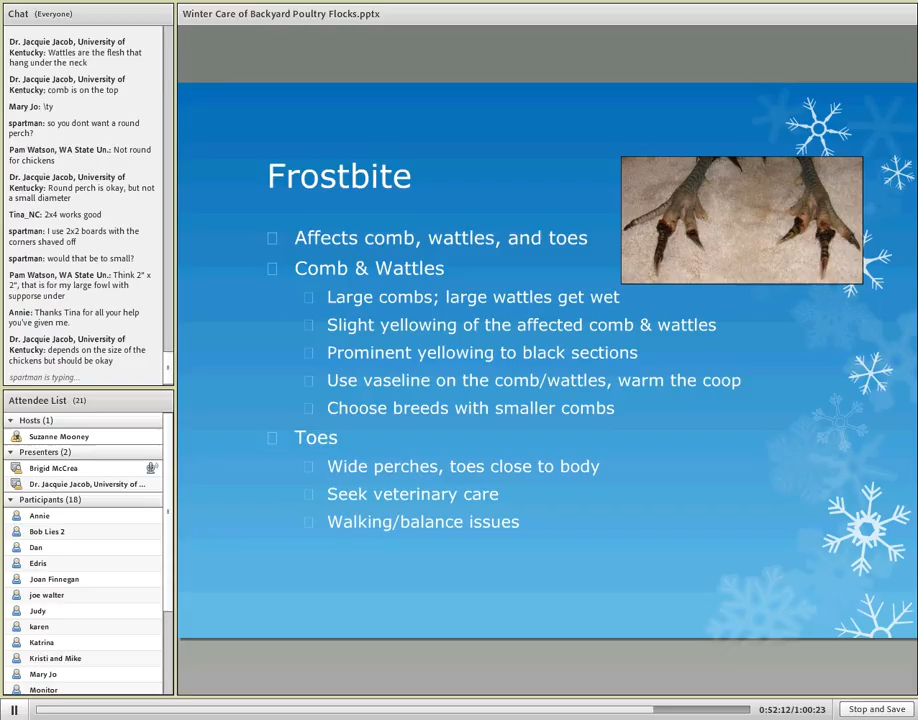 Chat (Everyone)
Dr. Jacquie Jacob, University of
Kentucky: Wattles are the flesh that
hang under the neck
Dr. Jacquie Jacob, University of
Kentucky: comb is on the top
Mary Jo: \ty
spartman: so you dont want a round
perch?
Pam Watson, WA State Un.: Not round
for chickens
Dr. Jacquie Jacob, University of
Kentucky: Round perch is okay, but not
a small diameter
Tina_NC: 2x4 works good
spartman: I use 2x2 boards with the
corners shaved off
spartman: would that be to small?
Pam Watson, WA State Un.: Think 2" x
2", that is for my large fowl with
supporse under
Annie: Thanks Tina for all your help
you've given me.
Dr. Jacquie Jacob, University of
Kentucky: depends on the size of the
chickens but should be okay
spartman is typing...
Attendee List (21)
Hosts (1)
Suzanne Mooney
Presenters (2)
Brigid McCrea
Dr. Jacquie Jacob, University of ...
Participants (18)
Annie
Bob Lies 2
Dan
Edris
Joan Finnegan
joe walter
Judy
karen
Katrina
Kristi and Mike
Mary Jo
Monitor
Winter Care of Backyard Poultry Flocks.pptx
Frostbite
Affects comb, wattles, and toes
Comb & Wattles
Large combs; large wattles get wet
Slight yellowing of the affected comb & wattles
Prominent yellowing to black sections
Use vaseline on the comb/wattles, warm the coop
Choose breeds with smaller combs
Toes
Wide perches, toes close to body
Seek veterinary care
Walking/balance issues
0:52:12/1:00:23
Stop and Save